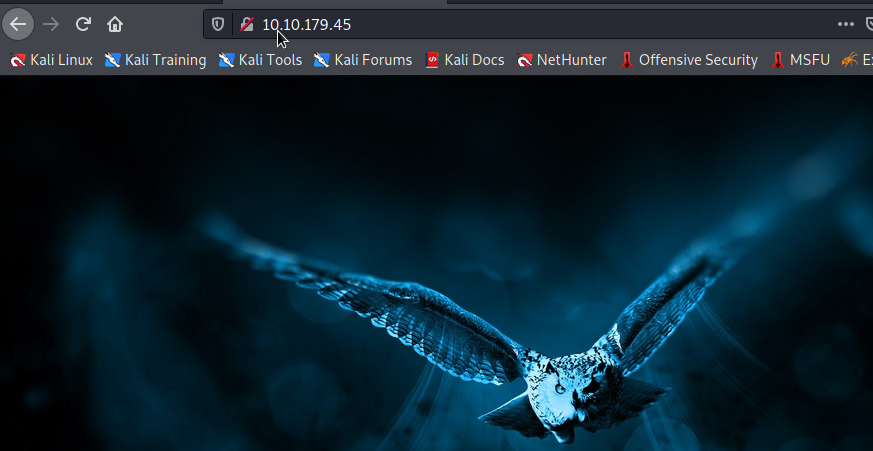 10.10.179.45
Kali Linux Kali Training Kali Tools Kali Forums Kali Docs NetHunter Offensive Security MSFU